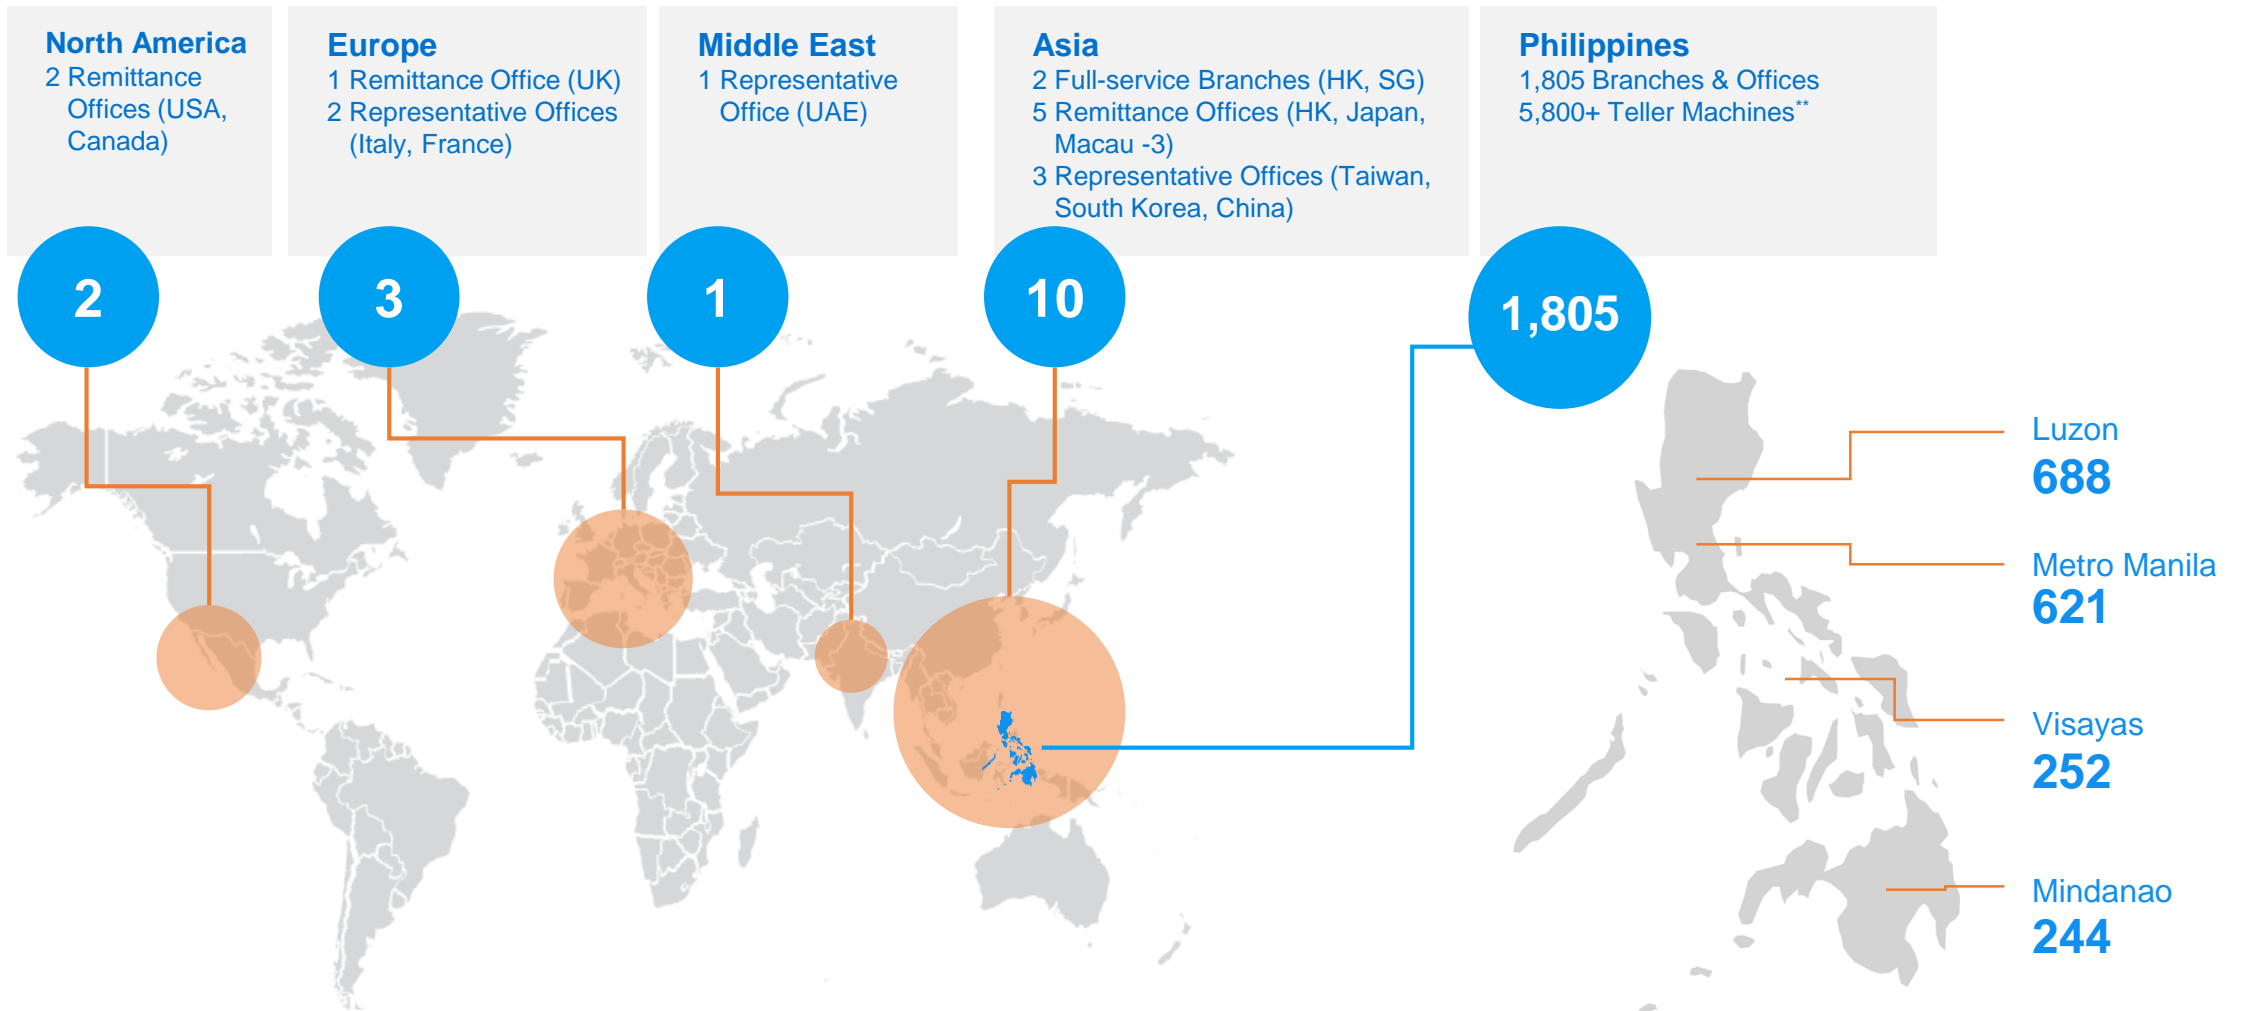 North America
2 Remittance
Offices (USA,
Canada)
Europe
1 Remittance Office (UK)
2 Representative Offices
(Italy, France)
Middle East
1 Representative
Office (UAE)
Asia
2 Full-service Branches (HK, SG)
5 Remittance Offices (HK, Japan,
Macau -3)
3 Representative Offices (Taiwan,
South Korea, China)
Philippines
1,805 Branches & Offices
5,800+ Teller Machines**
2
3
1
10
1,805
Luzon
688
Metro Manila
621
Visayas
252
Mindanao
244